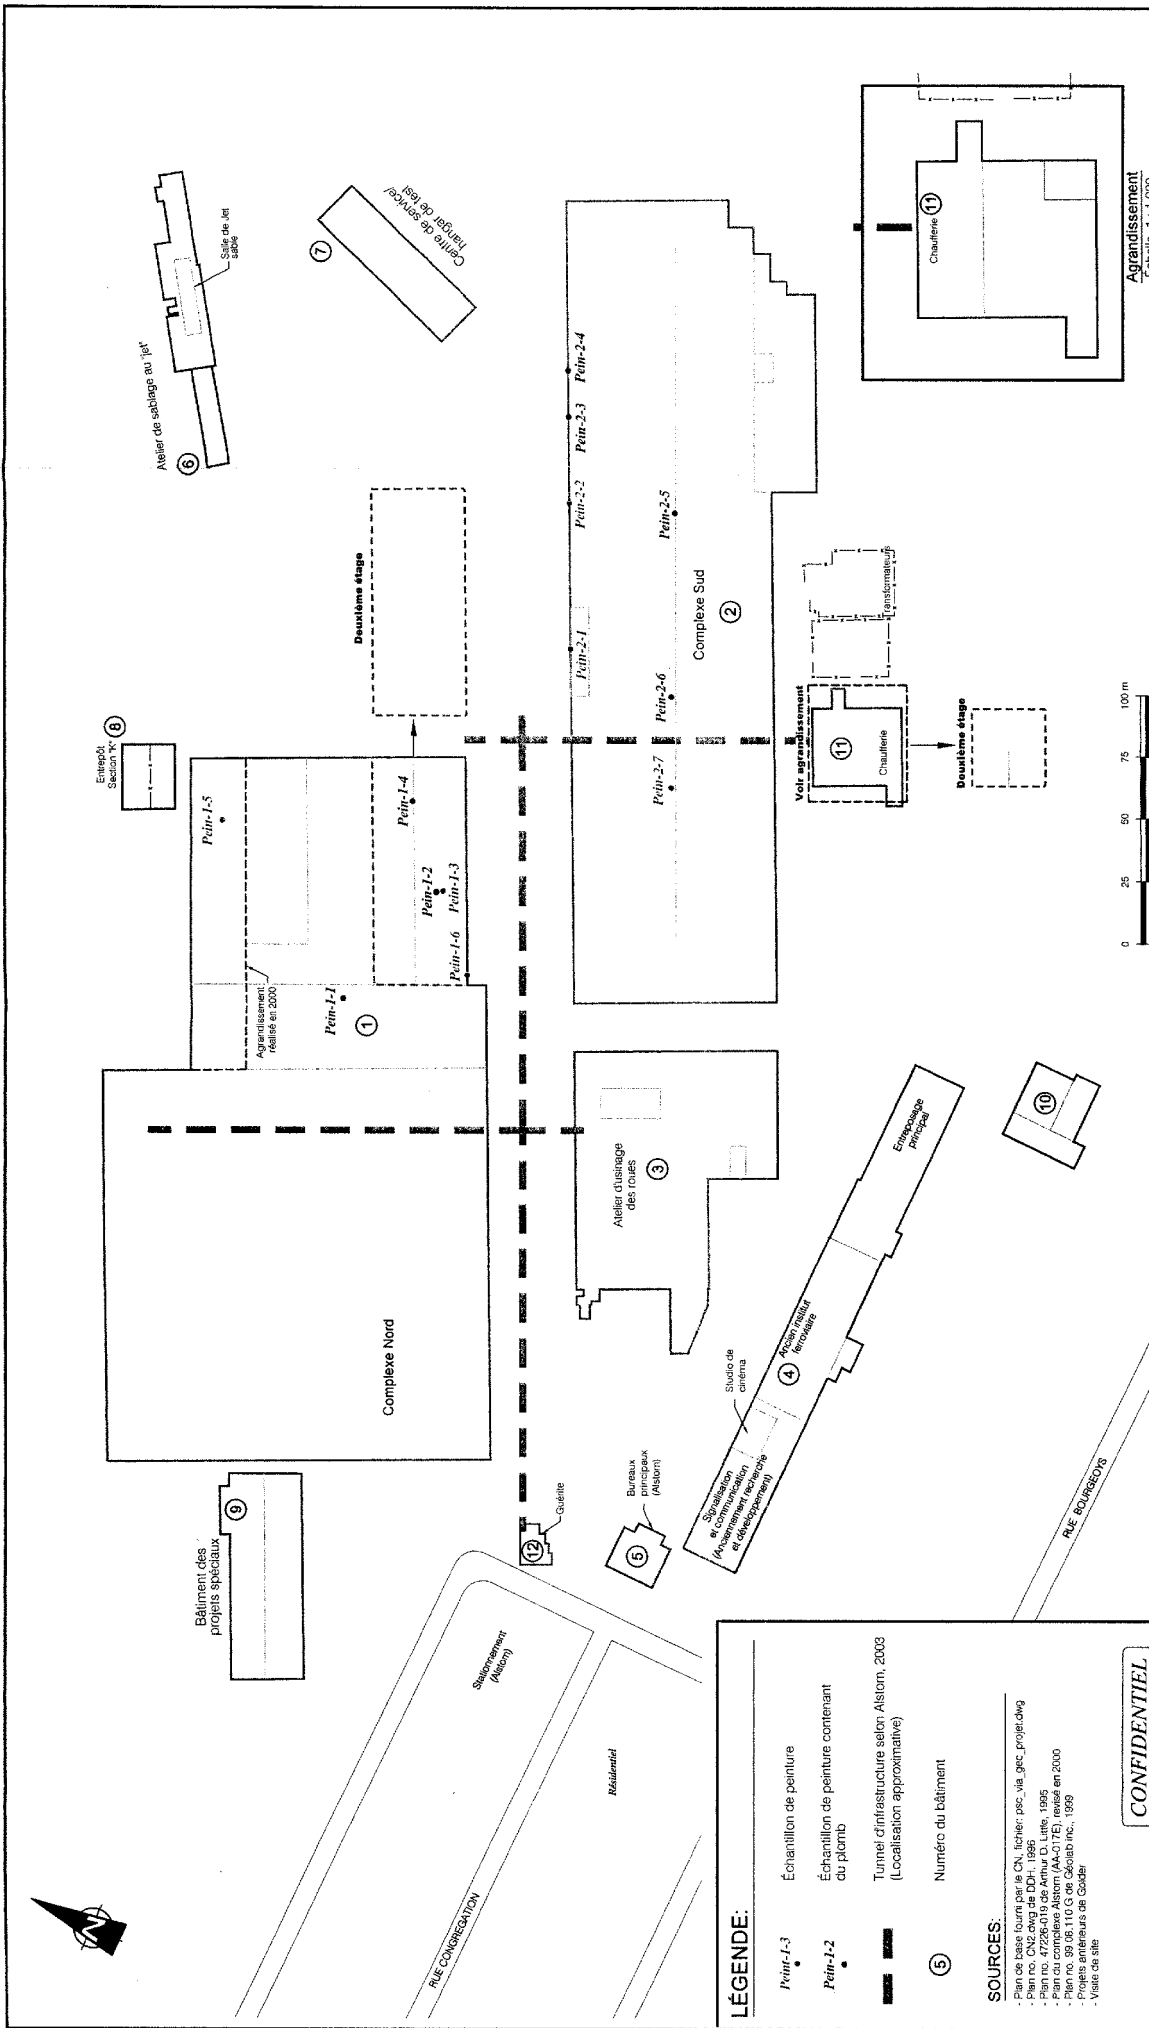 Atelier de sablage au "jet"
6
Salle de Jet
sable
7
Centre de service/
hangar de test
Entrepôt
Section "K"
8
Deuxième étage
Pein-1-5
Agrandissement
réalisé en 2000
Pein-1-1
1
Pein-1-4
Pein-1-2
Pein-1-3
Pein-1-6
Complexe Nord
Bâtiment des
projets spéciaux
9
Pein-2-1
Pein-2-2
Pein-2-3
Pein-2-4
Pein-2-5
Pein-2-6
Pein-2-7
Complexe Sud
2
Atelier d'usinage
des roues
3
Voir agrandissement
11
Chaufferie
Transformateurs
Deuxième étage
Chaufferie 11
Agrandissement
12
Guérite
5
Bureaux
principaux
(Alstom)
Signalisation
et communication
(Anciennement recherche
et développement)
Studio de
cinéma
4
Ancien institut
ferroviaire
Entreposage
principal
10
Stationnement
(Alstom)
Résidentiel
RUE CONGREGATION
RUE BOURGEOYS
0 25 50 75 100 m
N
LÉGENDE:
Peint-1-3
Échantillon de peinture
Pein-1-2
Échantillon de peinture contenant
du plomb
Tunnel d'infrastructure selon Alstom, 2003
(Localisation approximative)
5
Numéro du bâtiment
SOURCES:
- Plan de base fourni par le CN, fichier: psc_via_gec_projet.dwg
- Plan no. CN2.dwg de DDH, 1996
- Plan no. 47226-019 de Arthur D. Little, 1995
- Plan du complexe Alstom (AA-017E), revisé en 2000
- Plan no. 99.06.110 G de Géolab inc., 1999
- Projets antérieurs de Golder
- Visite de site
CONFIDENTIEL